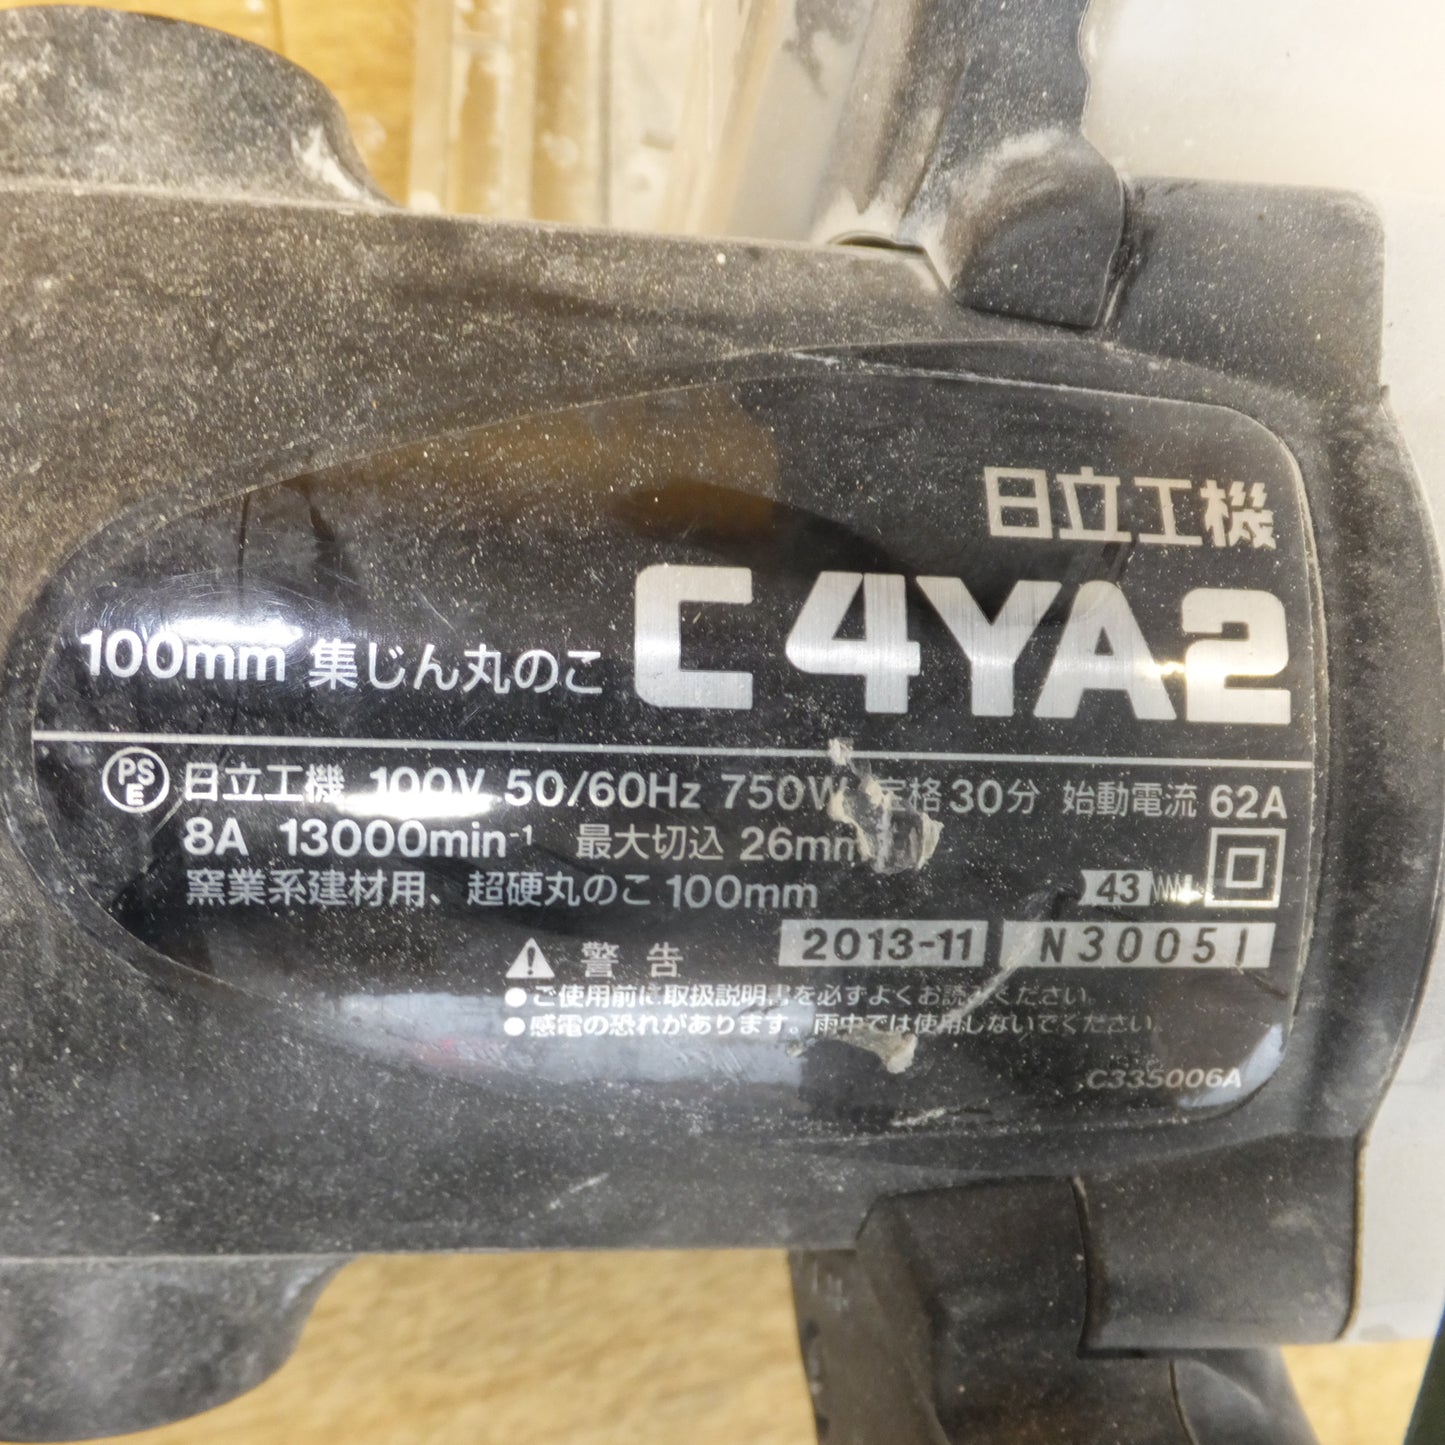 日立工機
100mm 集じん丸のこ C4YA2
PSE 日立工機 100V 50/60Hz 750W 定格30分 始動電流 62A
8A 13000min⁻¹ 最大切込 26mm
窯業系建材用、超硬丸のこ 100mm 43
警告 2013-11 N30051
●ご使用前に取扱説明書を必ずよくお読みください。
●感電の恐れがあります。雨中では使用しないでください。
C335006A